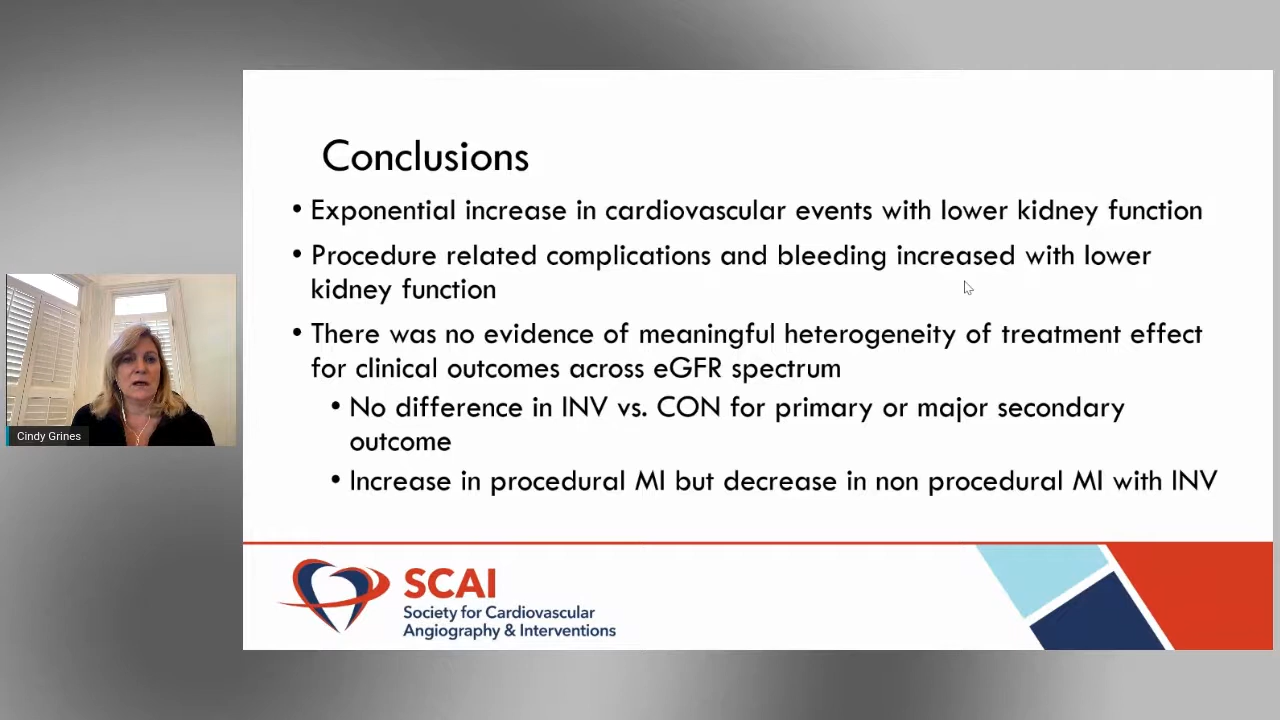 Conclusions
• Exponential increase in cardiovascular events with lower kidney function
• Procedure related complications and bleeding increased with lower
kidney function
• There was no evidence of meaningful heterogeneity of treatment effect
for clinical outcomes across eGFR spectrum
• No difference in INV vs. CON for primary or major secondary
outcome
• Increase in procedural MI but decrease in non procedural MI with INV
Cindy Grines
SCAI
Society for Cardiovascular
Angiography & Interventions